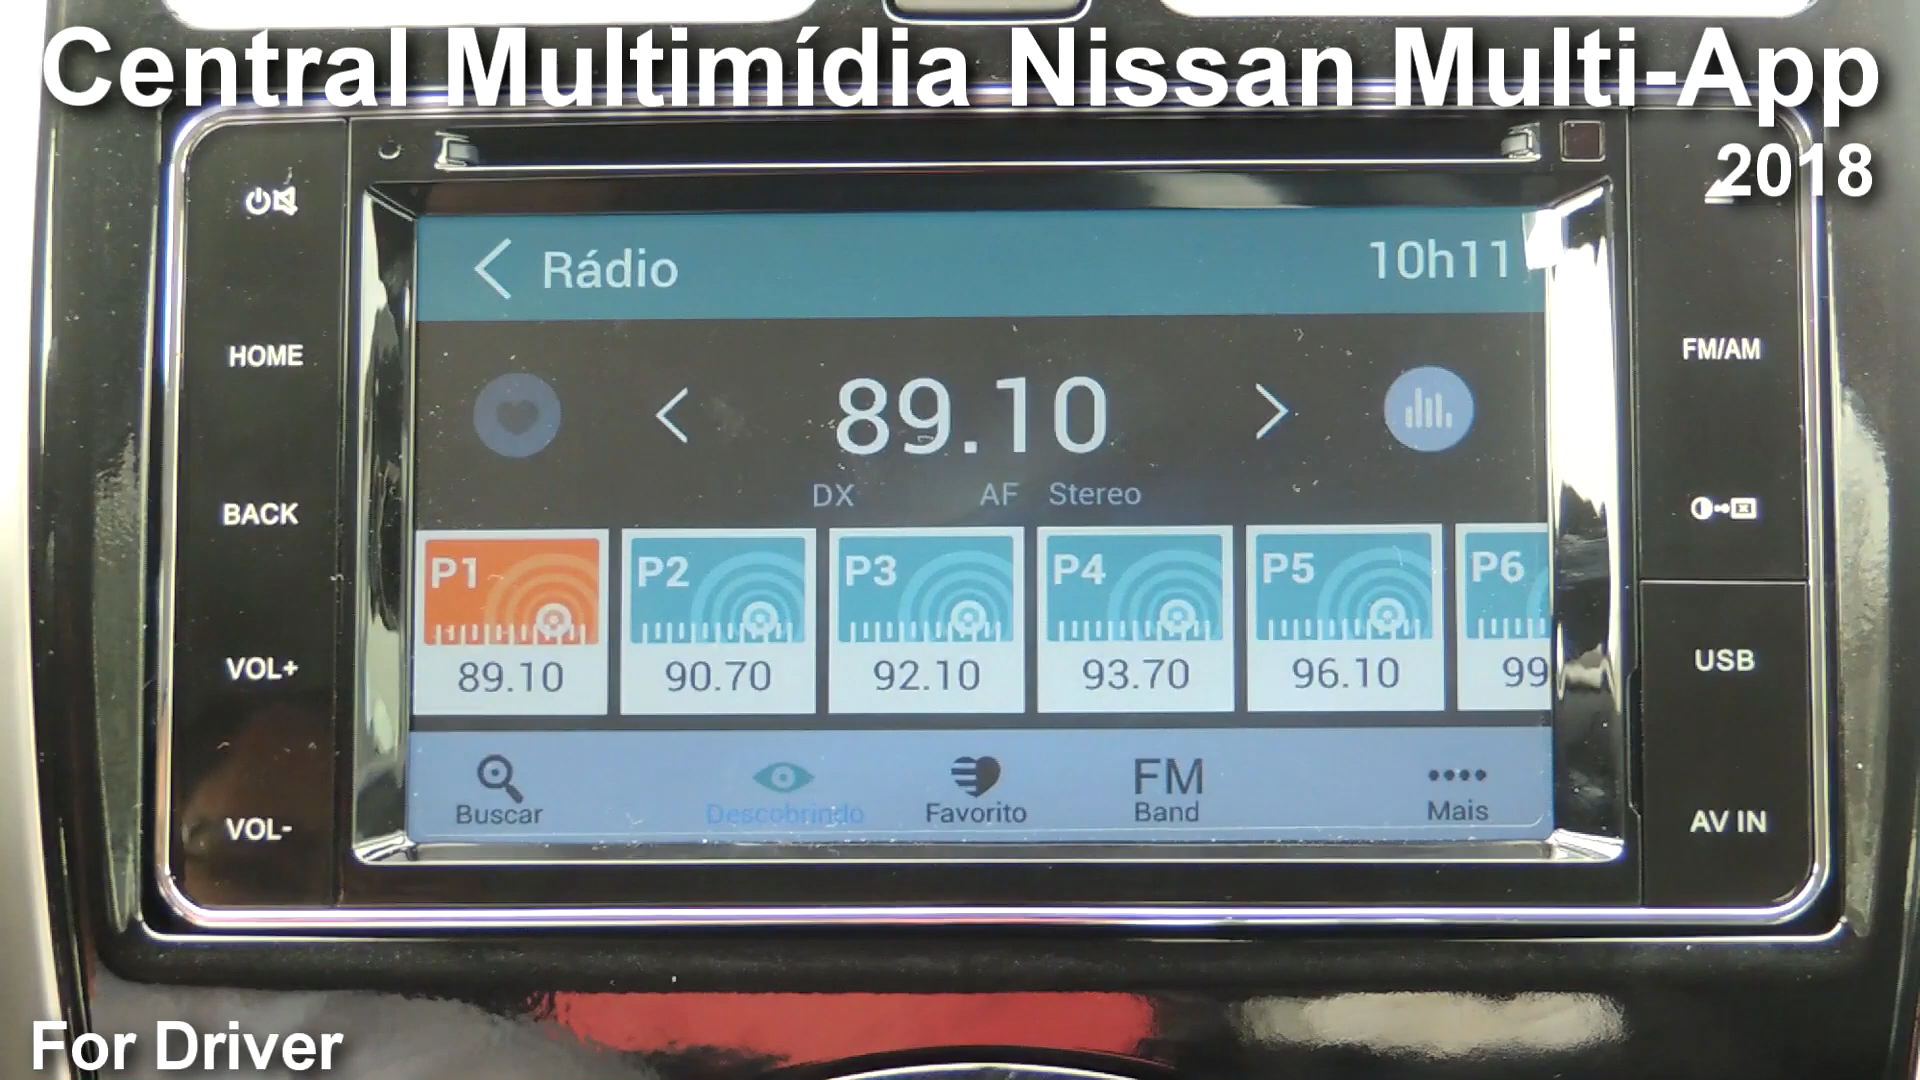 Central Multimídia Nissan Multi-App
2018
HOME
BACK
VOL+
VOL-
Rádio 10h11
89.10
DX AF Stereo
P1 P2 P3 P4 P5 P6
89.10 90.70 92.10 93.70 96.10 99
Buscar Descobrindo Favorito FM Band Mais
FM/AM
USB
AV IN
For Driver